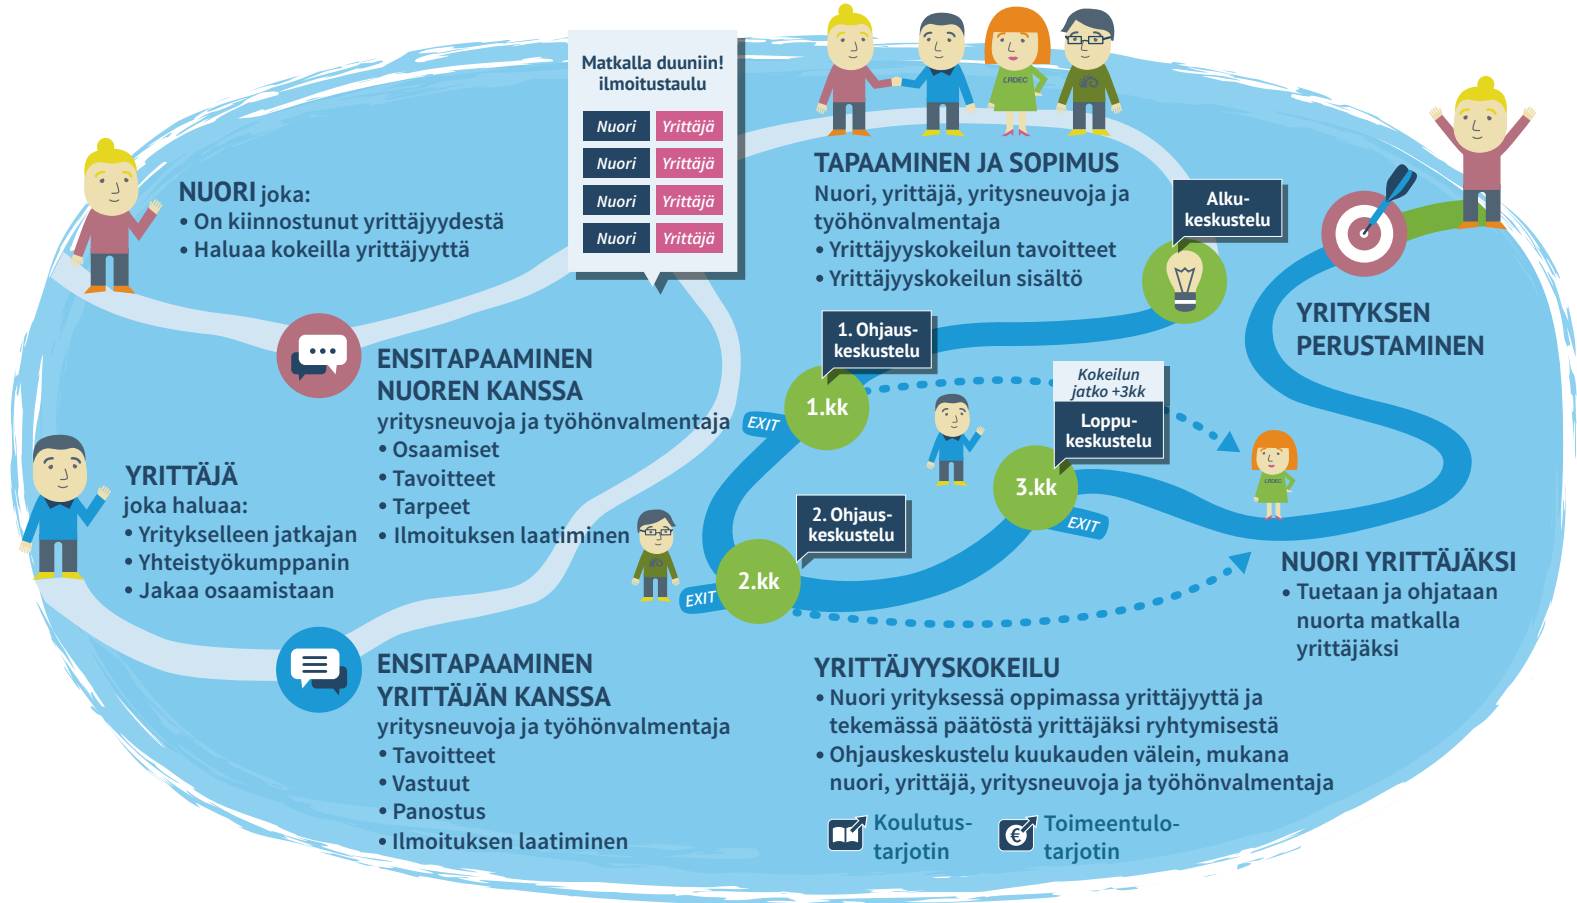 Matkalla duuniin!
ilmoitustaulu
Nuori Yrittäjä
Nuori Yrittäjä
Nuori Yrittäjä
Nuori Yrittäjä
NUORI joka:
• On kiinnostunut yrittäjyydestä
• Haluaa kokeilla yrittäjyyttä
YRITTÄJÄ
joka haluaa:
• Yritykselleen jatkajan
• Yhteistyökumppanin
• Jakaa osaamistaan
ENSITAPAAMINEN
NUOREN KANSSA
yritysneuvoja ja työhönvalmentaja
• Osaamiset
• Tavoitteet
• Tarpeet
• Ilmoituksen laatiminen
ENSITAPAAMINEN
YRITTÄJÄN KANSSA
yritysneuvoja ja työhönvalmentaja
• Tavoitteet
• Vastuut
• Panostus
• Ilmoituksen laatiminen
LADEC
TAPAAMINEN JA SOPIMUS
Nuori, yrittäjä, yritysneuvoja ja
työhönvalmentaja
• Yrittäjyyskokeilun tavoitteet
• Yrittäjyyskokeilun sisältö
Alku-
keskustelu
1. Ohjaus-
keskustelu
1.kk
EXIT
2. Ohjaus-
keskustelu
2.kk
EXIT
Kokeilun
jatko +3kk
Loppu-
keskustelu
3.kk
EXIT
YRITTÄJYYSKOKEILU
• Nuori yrityksessä oppimassa yrittäjyyttä ja
tekemässä päätöstä yrittäjäksi ryhtymisestä
• Ohjauskeskustelu kuukauden välein, mukana
nuori, yrittäjä, yritysneuvoja ja työhönvalmentaja
Koulutus-
tarjotin
€
Toimeentulo-
tarjotin
LADEC
NUORI YRITTÄJÄKSI
• Tuetaan ja ohjataan
nuorta matkalla
yrittäjäksi
YRITYKSEN
PERUSTAMINEN